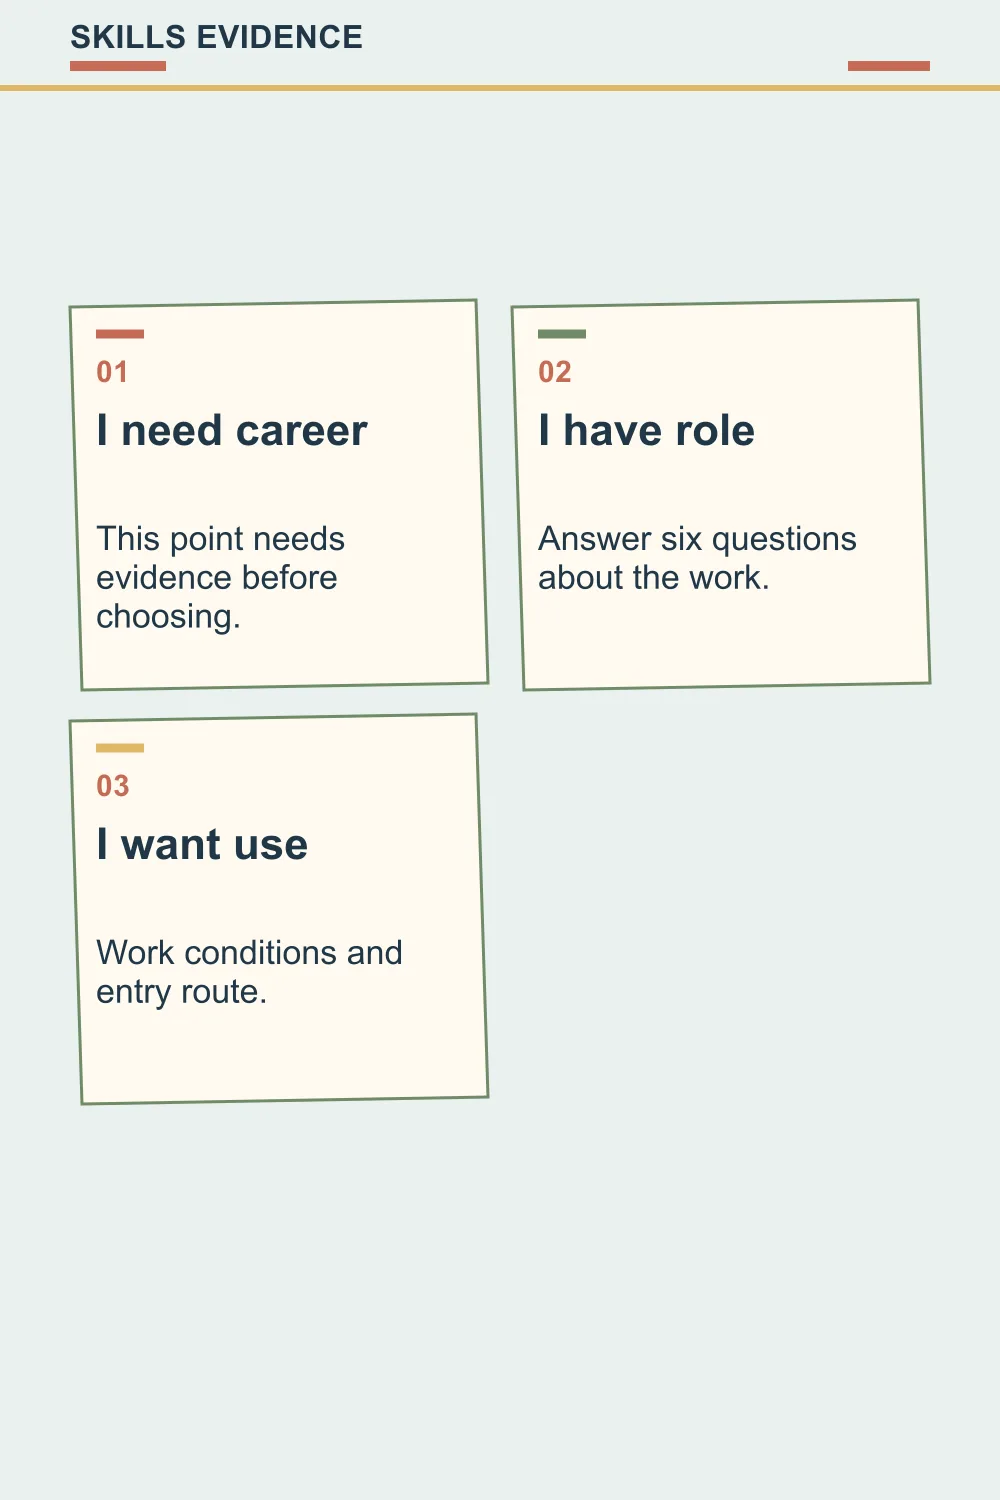 SKILLS EVIDENCE
01
I need career
This point needs
evidence before
choosing.
02
I have role
Answer six questions
about the work.
03
I want use
Work conditions and
entry route.